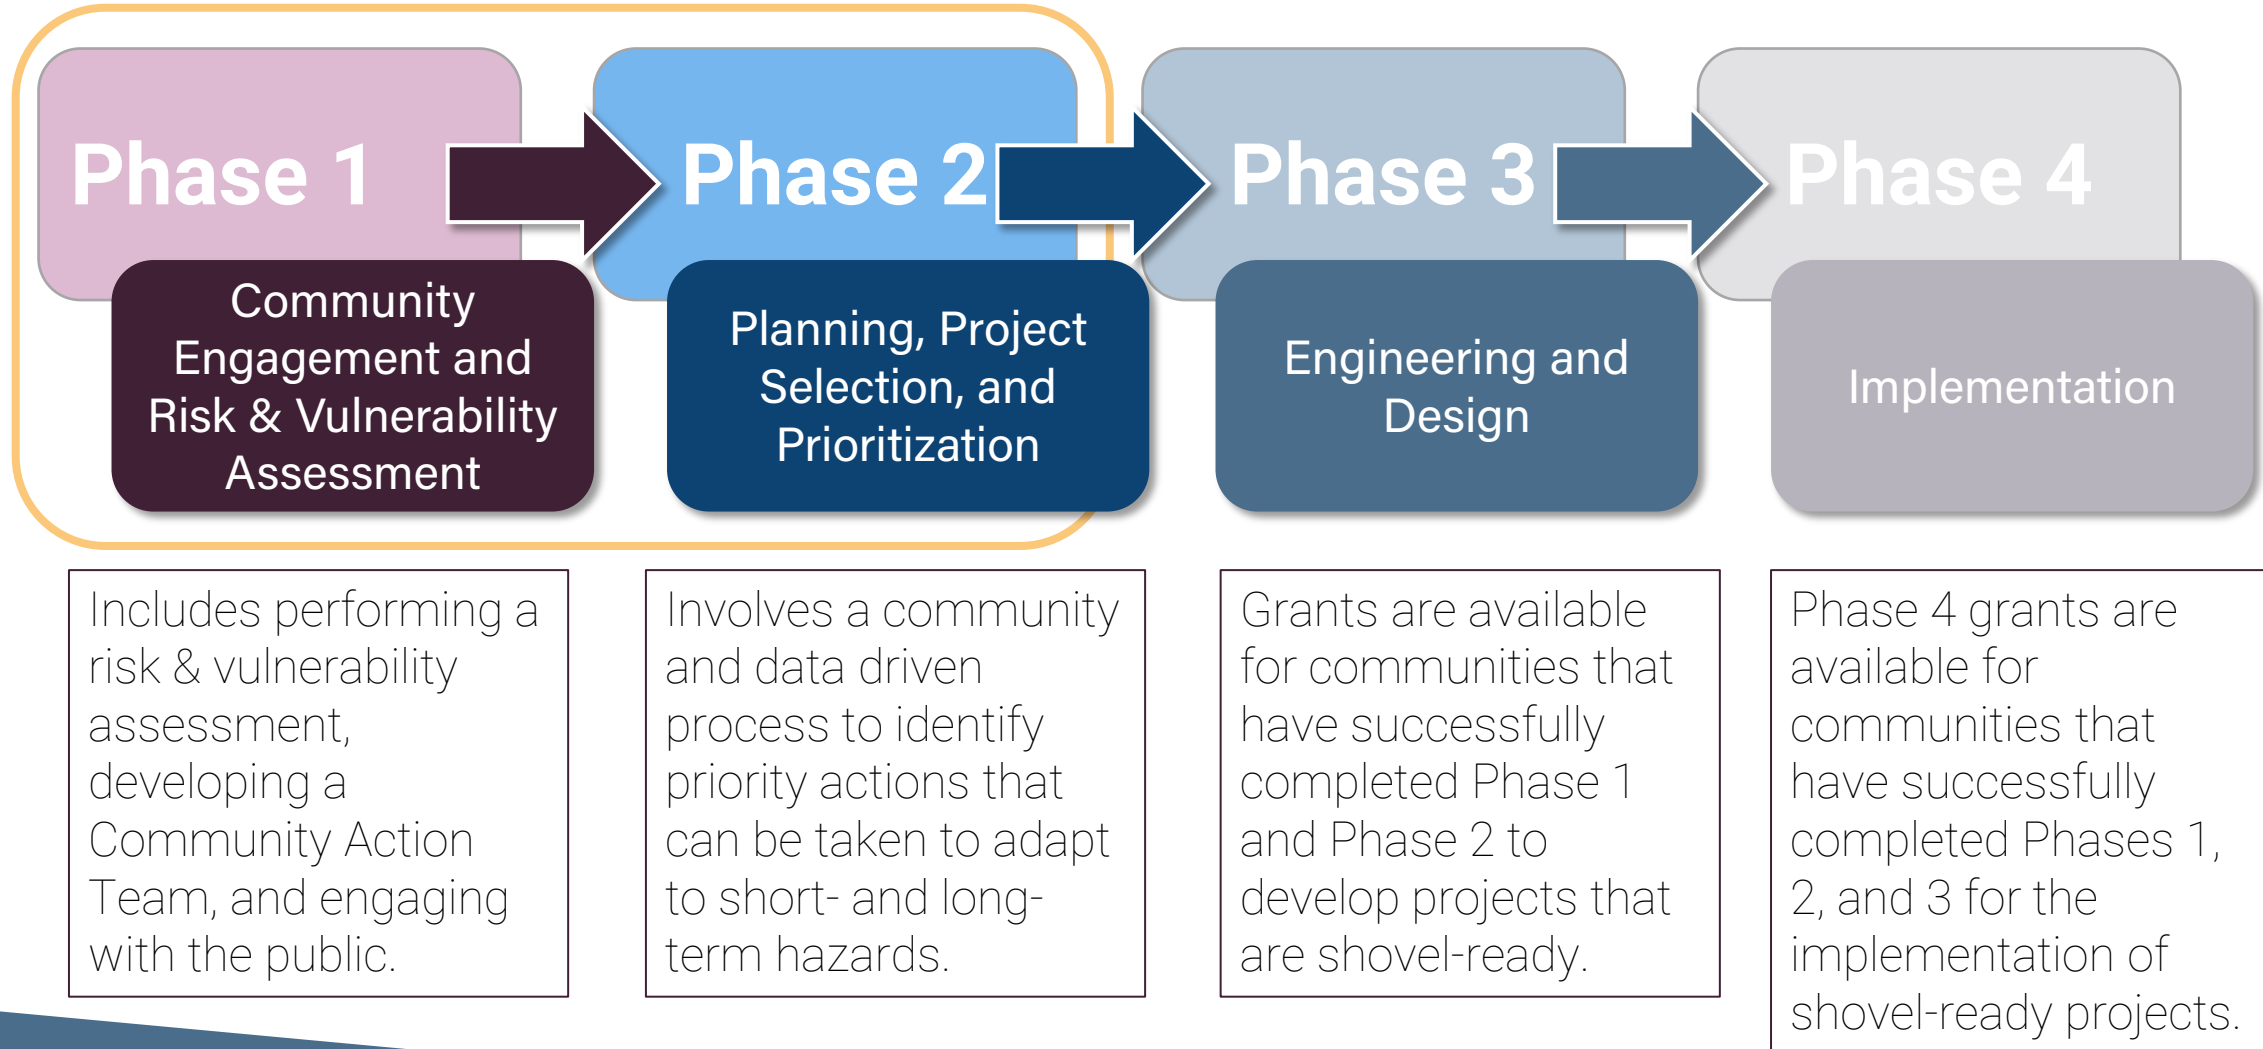 Phase 1
Phase 2
Phase 3
Phase 4
Community
Engagement and
Risk & Vulnerability
Assessment
Planning, Project
Selection, and
Prioritization
Engineering and
Design
Implementation
Includes performing a
risk & vulnerability
assessment,
developing a
Community Action
Team, and engaging
with the public.
Involves a community
and data driven
process to identify
priority actions that
can be taken to adapt
to short- and long-
term hazards.
Grants are available
for communities that
have successfully
completed Phase 1
and Phase 2 to
develop projects that
are shovel-ready.
Phase 4 grants are
available for
communities that
have successfully
completed Phases 1,
2, and 3 for the
implementation of
shovel-ready projects.